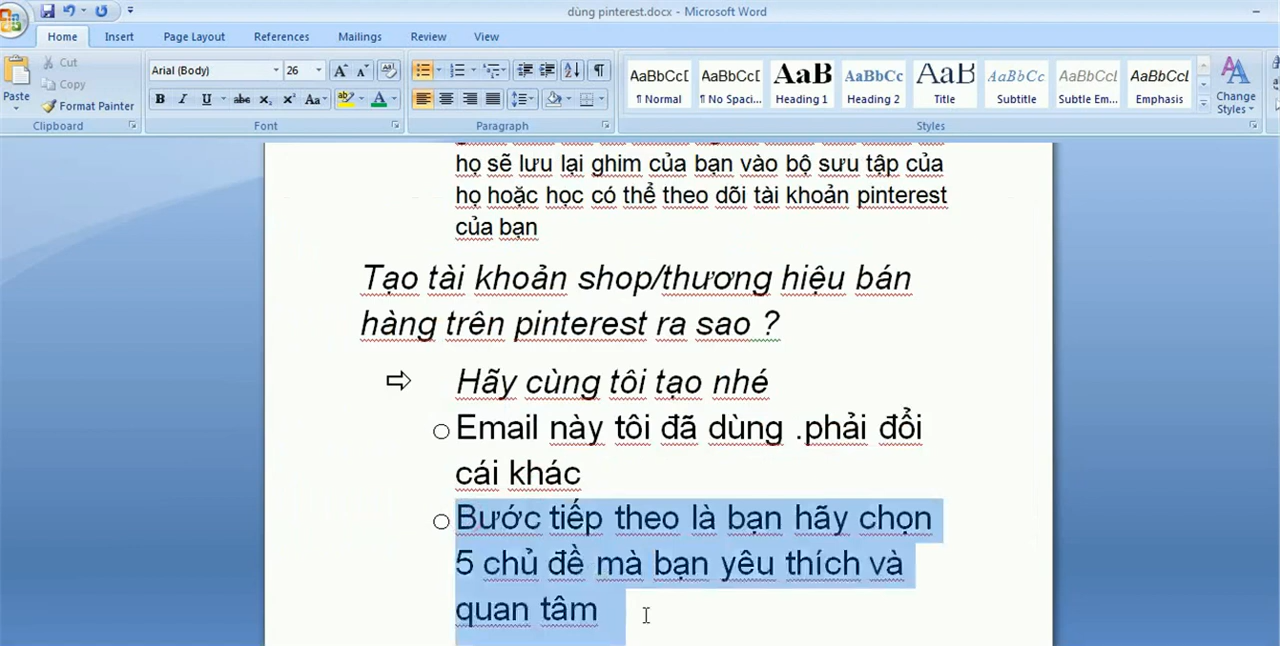 dùng pinterest.docx - Microsoft Word
Home Insert Page Layout References Mailings Review View
Paste
Cut
Copy
Format Painter
Clipboard
Arial (Body) 26
Font
Paragraph
AaBbCcD AaBbCcD AaB AaBbCc AaB AaBbCc AaBbCcL AaBbCcL
¶ Normal ¶ No Spaci... Heading 1 Heading 2 Title Subtitle Subtle Em... Emphasis
Change
Styles
Styles
họ sẽ lưu lại ghim của bạn vào bộ sưu tập của
họ hoặc học có thể theo dõi tài khoản pinterest
của bạn
Tạo tài khoản shop/thương hiệu bán
hàng trên pinterest ra sao ?
⇨ Hãy cùng tôi tạo nhé
○ Email này tôi đã dùng .phải đổi
cái khác
○ Bước tiếp theo là bạn hãy chọn
5 chủ đề mà bạn yêu thích và
quan tâm